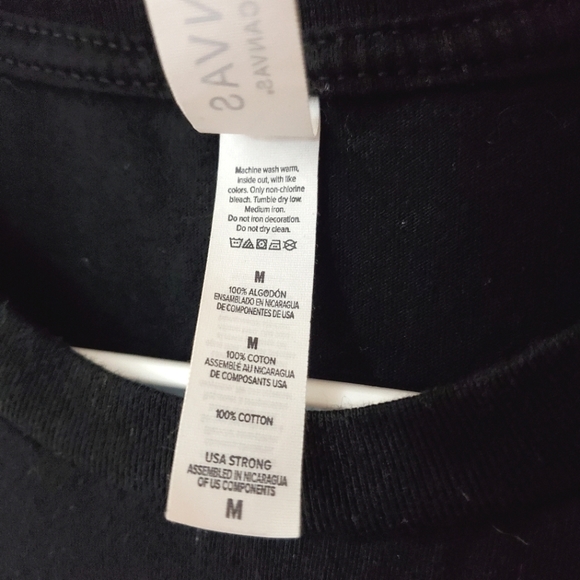 NVAS
CANVAS®
Machine wash warm,
inside out, with like
colors. Only non-chlorine
bleach. Tumble dry low.
Medium iron.
Do not iron decoration.
Do not dry clean.
M
100% ALGODÓN
ENSAMBLADO EN NICARAGUA
DE COMPONENTES DE USA
M
100% COTON
ASSEMBLÉ AU NICARAGUA
DE COMPOSANTS USA
100% COTTON
USA STRONG
ASSEMBLED IN NICARAGUA
OF US COMPONENTS
M